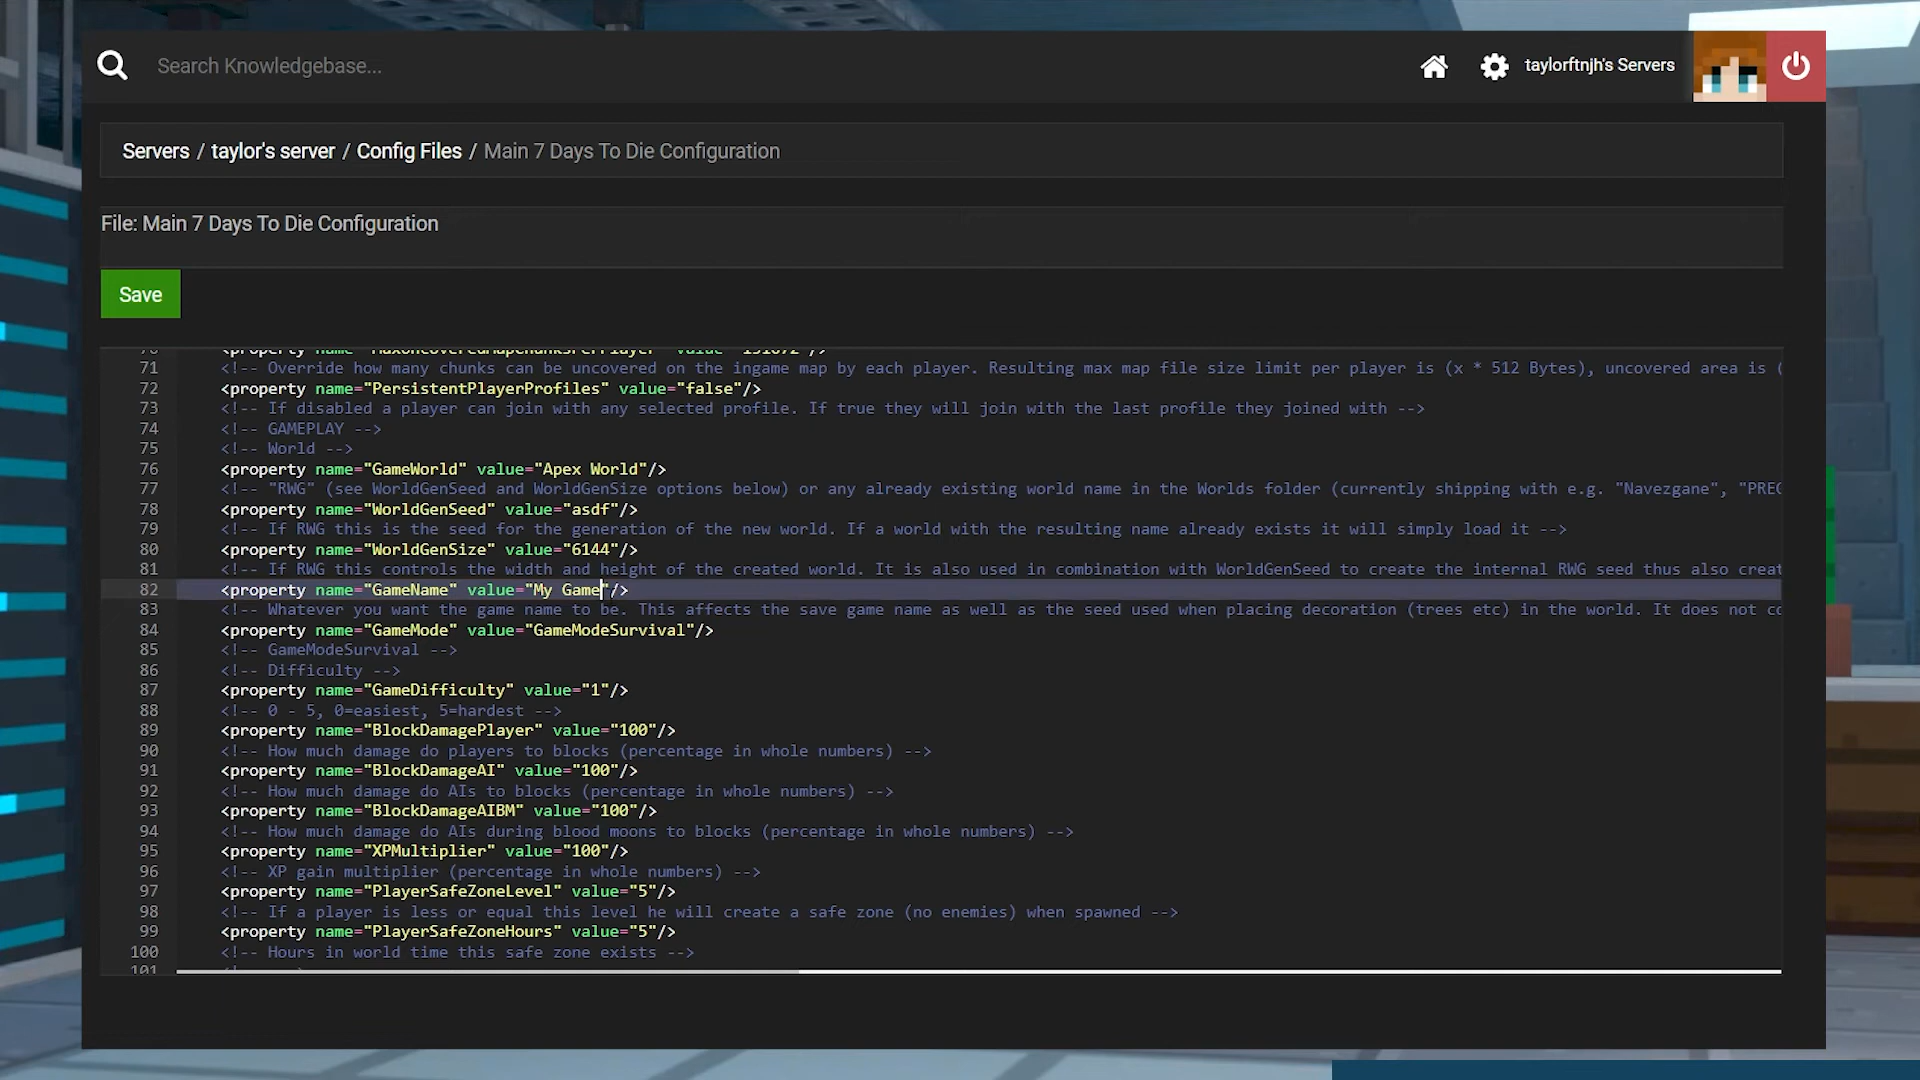 Search Knowledgebase...
taylorftnjh's Servers
Servers / taylor's server / Config Files / Main 7 Days To Die Configuration
File: Main 7 Days To Die Configuration
Save
71 <!-- Override how many chunks can be uncovered on the ingame map by each player. Resulting max map file size limit per player is (x * 512 Bytes), uncovered area is (
72 <property name="PersistentPlayerProfiles" value="false"/>
73 <!-- If disabled a player can join with any selected profile. If true they will join with the last profile they joined with -->
74 <!-- GAMEPLAY -->
75 <!-- World -->
76 <property name="GameWorld" value="Apex World"/>
77 <!-- "RWG" (see WorldGenSeed and WorldGenSize options below) or any already existing world name in the Worlds folder (currently shipping with e.g. "Navezgane", "PREG
78 <property name="WorldGenSeed" value="asdf"/>
79 <!-- If RWG this is the seed for the generation of the new world. If a world with the resulting name already exists it will simply load it -->
80 <property name="WorldGenSize" value="6144"/>
81 <!-- If RWG this controls the width and height of the created world. It is also used in combination with WorldGenSeed to create the internal RWG seed thus also creat
82 <property name="GameName" value="My Game"/>
83 <!-- Whatever you want the game name to be. This affects the save game name as well as the seed used when placing decoration (trees etc) in the world. It does not co
84 <property name="GameMode" value="GameModeSurvival"/>
85 <!-- GameModeSurvival -->
86 <!-- Difficulty -->
87 <property name="GameDifficulty" value="1"/>
88 <!-- 0 - 5, 0=easiest, 5=hardest -->
89 <property name="BlockDamagePlayer" value="100"/>
90 <!-- How much damage do players to blocks (percentage in whole numbers) -->
91 <property name="BlockDamageAI" value="100"/>
92 <!-- How much damage do AIs to blocks (percentage in whole numbers) -->
93 <property name="BlockDamageAIBM" value="100"/>
94 <!-- How much damage do AIs during blood moons to blocks (percentage in whole numbers) -->
95 <property name="XPMultiplier" value="100"/>
96 <!-- XP gain multiplier (percentage in whole numbers) -->
97 <property name="PlayerSafeZoneLevel" value="5"/>
98 <!-- If a player is less or equal this level he will create a safe zone (no enemies) when spawned -->
99 <property name="PlayerSafeZoneHours" value="5"/>
100 <!-- Hours in world time this safe zone exists -->
101